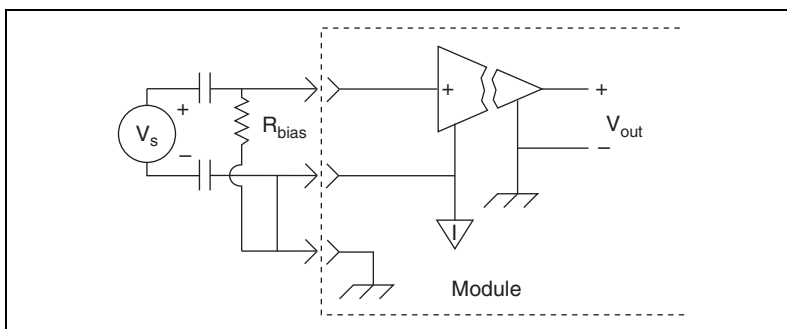 +
V_s
−
R_bias
+
I
+
V_out
−
Module